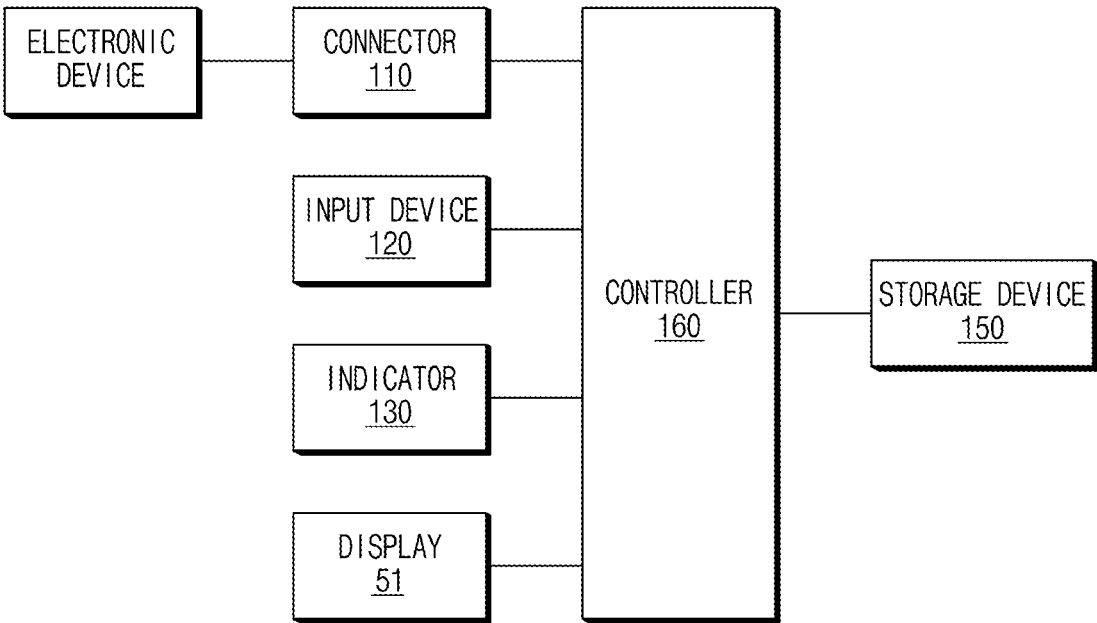 ELECTRONIC
DEVICE
CONNECTOR
110
INPUT DEVICE
120
INDICATOR
130
DISPLAY
51
CONTROLLER
160
STORAGE DEVICE
150